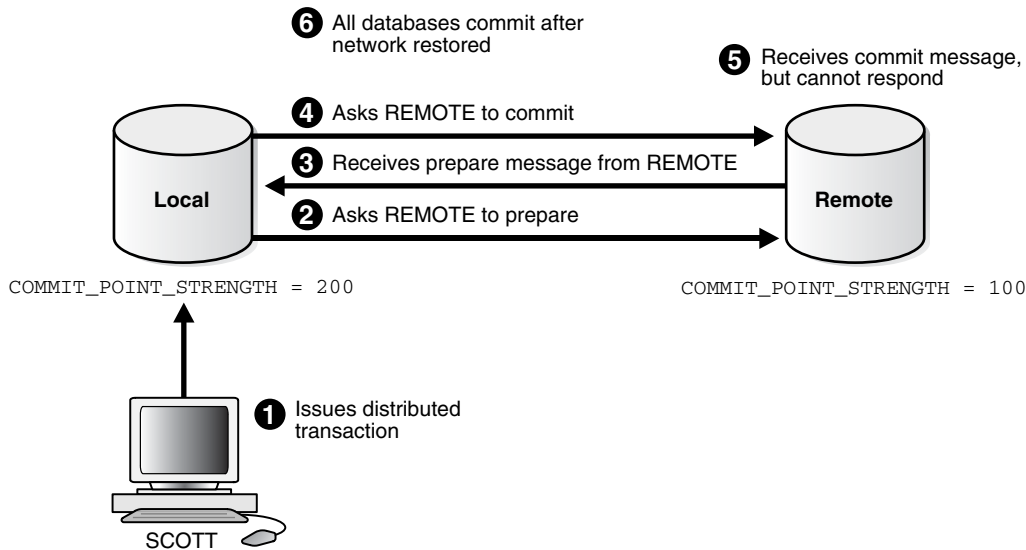 6 All databases commit after
network restored
5 Receives commit message,
but cannot respond
4 Asks REMOTE to commit
3 Receives prepare message from REMOTE
Local
Remote
2 Asks REMOTE to prepare
COMMIT_POINT_STRENGTH = 200
COMMIT_POINT_STRENGTH = 100
1 Issues distributed
transaction
SCOTT